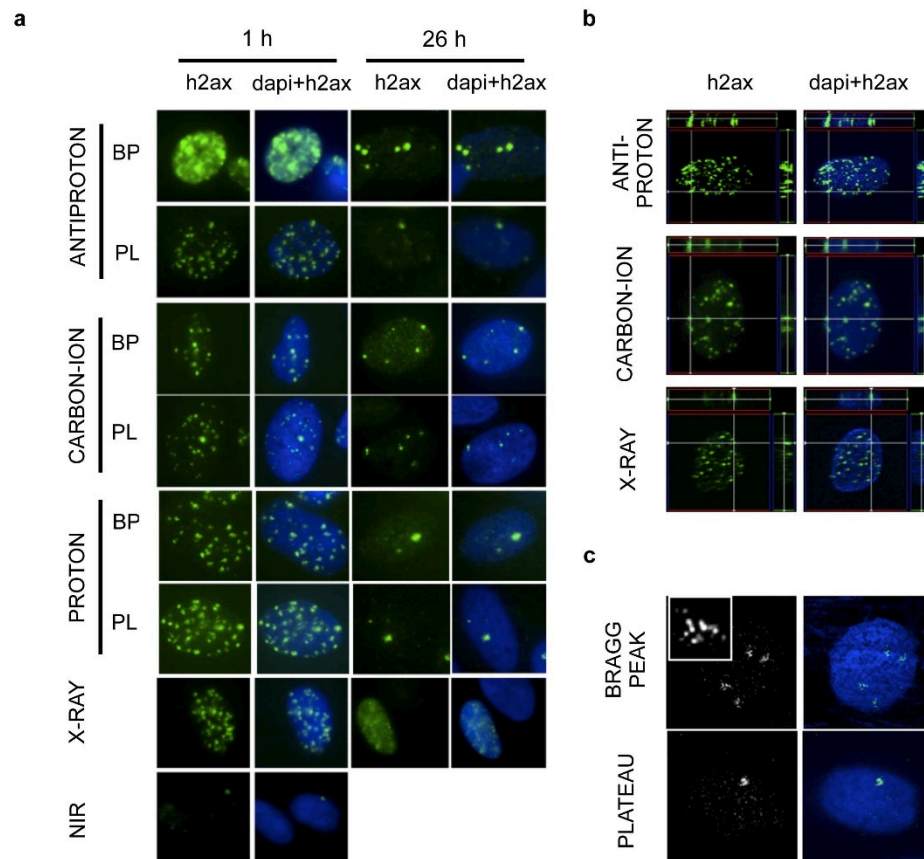 a
1 h 26 h
h2ax dapi+h2ax h2ax dapi+h2ax
ANTIPROTON
BP
PL
CARBON-ION
BP
PL
PROTON
BP
PL
X-RAY
NIR
b
h2ax dapi+h2ax
ANTI-
PROTON
CARBON-ION
X-RAY
c
BRAGG
PEAK
PLATEAU